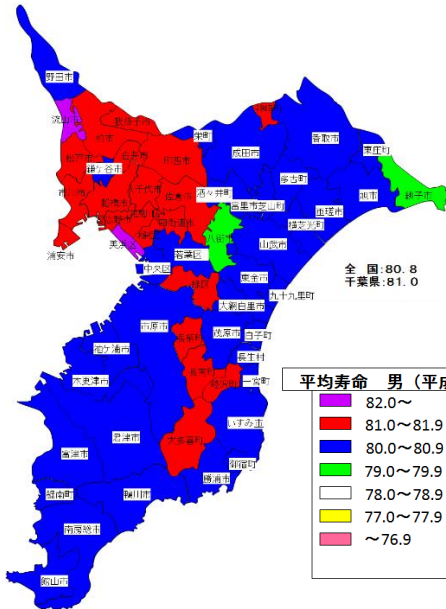 野田市
流山市
我孫子市
柏市
松戸市
白井市
印西市
栄町
神崎町
香取市
東庄町
成田市
鎌ケ谷市
多古町
銚子市
市川市
船橋市
八千代市
佐倉市
酒々井町
富里市
芝山町
匝瑳市
旭市
横芝光町
習志野市
四街道市
八街市
山武市
浦安市
美浜区
稲毛区
若葉区
中央区
東金市
緑区
九十九里町
大網白里市
全 国:80.8
千葉県:81.0
市原市
茂原市
白子町
長柄町
長生村
袖ケ浦市
長南町
睦沢町
一宮町
木更津市
いすみ市
君津市
大多喜町
富津市
御宿町
勝浦市
鋸南町
鴨川市
南房総市
館山市
平均寿命 男(平成
82.0~
81.0~81.9
80.0~80.9
79.0~79.9
78.0~78.9
77.0~77.9
~76.9